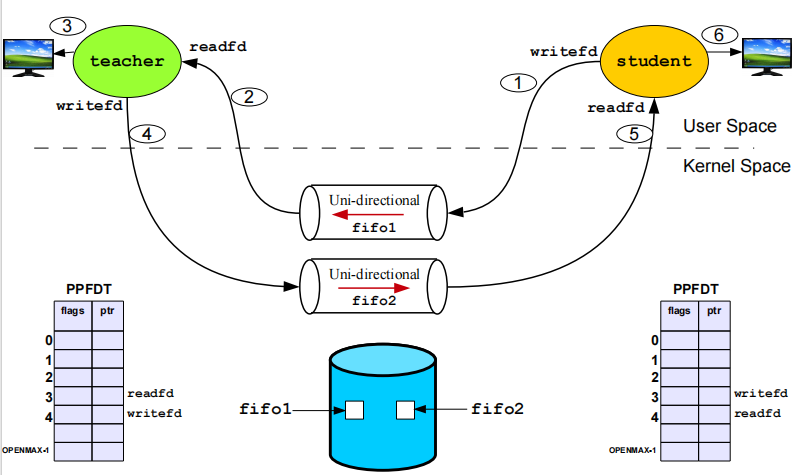 3
6
readfd
teacher
writefd
student
1
2
writefd
readfd
4
5
User Space
Kernel Space
Uni-directional
fifo1
Uni-directional
fifo2
PPFDT
flags ptr
0
1
2
3 readfd
4 writefd
OPENMAX-1
fifo1
fifo2
PPFDT
flags ptr
0
1
2
3 writefd
4 readfd
OPENMAX-1